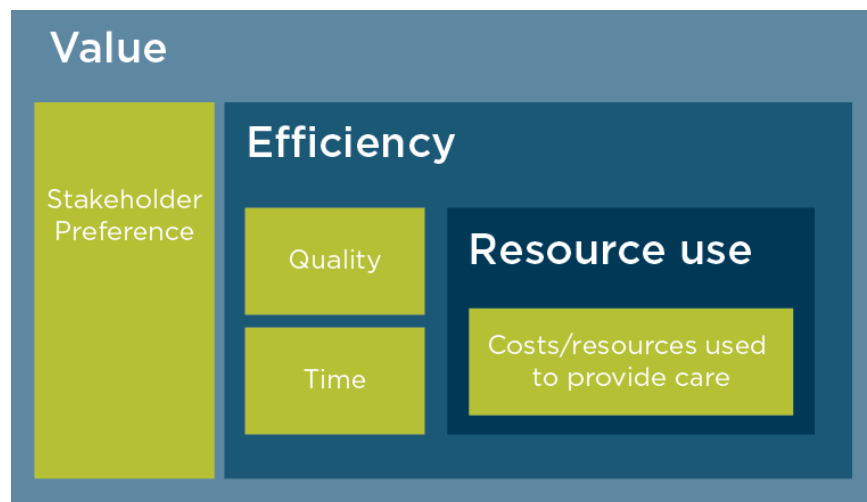 Value
Stakeholder
Preference
Efficiency
Quality
Time
Resource use
Costs/resources used
to provide care